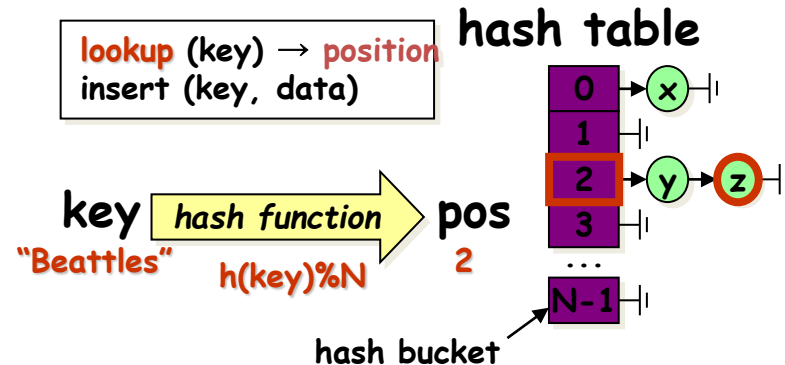 hash table
lookup (key) → position
insert (key, data)
0
x
1
2
y
z
3
...
N-1
key
hash function
pos
“Beattles”
h(key)%N
2
hash bucket